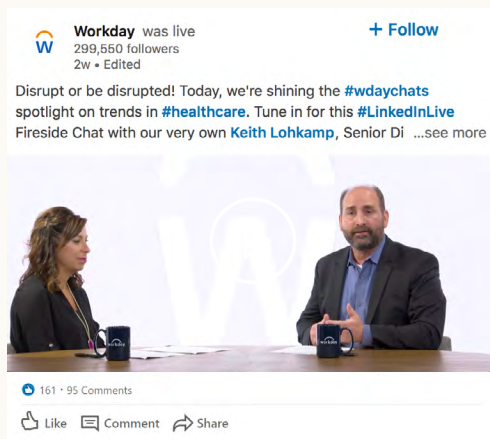 Workday was live
299,550 followers
2w • Edited
+ Follow
W
Disrupt or be disrupted! Today, we're shining the #wdaychats
spotlight on trends in #healthcare. Tune in for this #LinkedInLive
Fireside Chat with our very own Keith Lohkamp, Senior Di ...see more
W
workday
workday
161 • 95 Comments
Like Comment Share